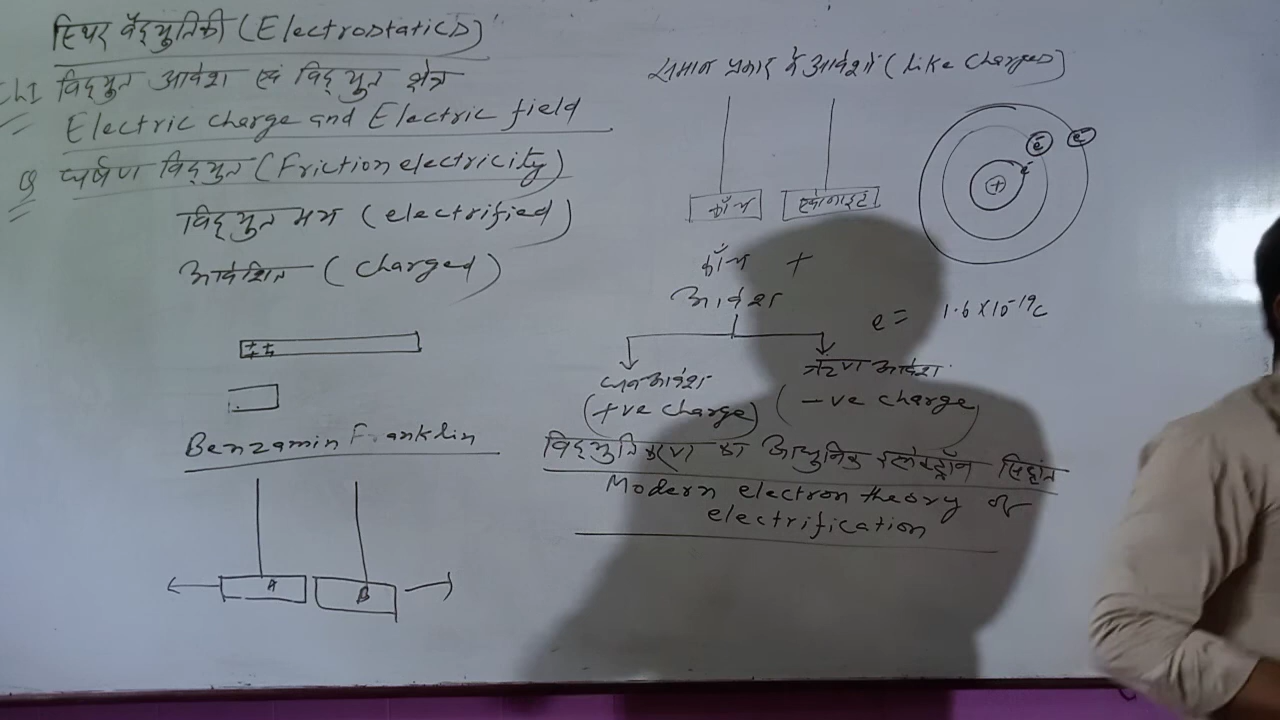 स्थिर वैद्युतिकी (Electrostatics)
Ch1 विद्युत आवेश एवं विद्युत क्षेत्र
Electric charge and Electric field
Q घर्षण विद्युत (Friction electricity)
विद्युतमय (electrified)
आवेशित (charged)
++ ++
Benzamin Franklin
A B
समान प्रकार के आवेशों (Like charges)
काँच एबोनाइट
e- e- e-
+
काँच +
आवेश
e = 1.6 X 10-19C
धनआवेश ऋण आवेश
(+ve charge) (-ve charge)
विद्युति का आधुनिक इलेक्ट्रॉन सिद्दांत
Modern electron theory of
electrification